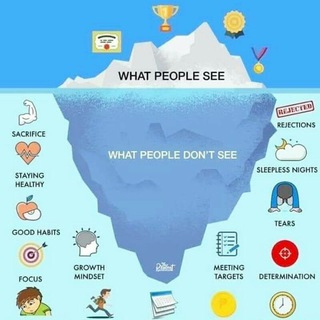 WHAT PEOPLE SEE
WHAT PEOPLE DON'T SEE
SACRIFICE
REJECTED
REJECTIONS
STAYING
HEALTHY
SLEEPLESS NIGHTS
GOOD HABITS
TEARS
FOCUS
GROWTH
MINDSET
MEETING
TARGETS
DETERMINATION